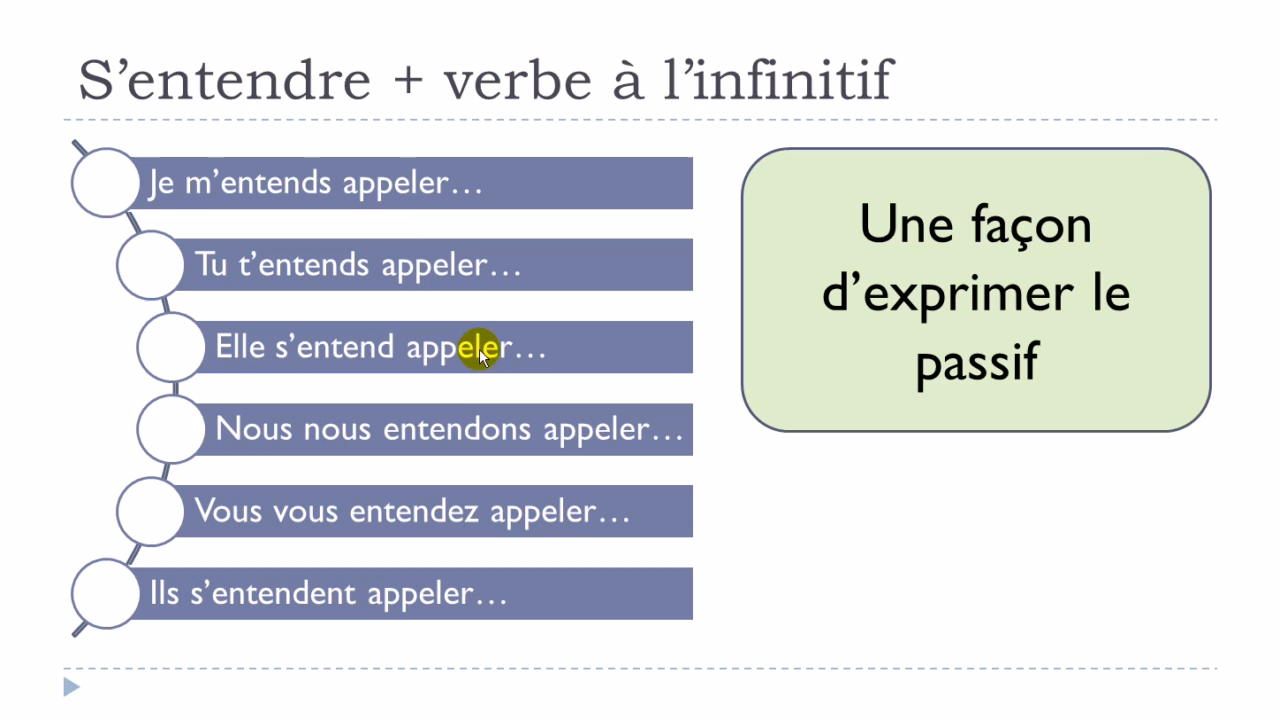 S’entendre + verbe à l’infinitif
Je m’entends appeler…
Tu t’entends appeler…
Elle s’entend appeler…
Nous nous entendons appeler…
Vous vous entendez appeler…
Ils s’entendent appeler…
Une façon
d’exprimer le
passif